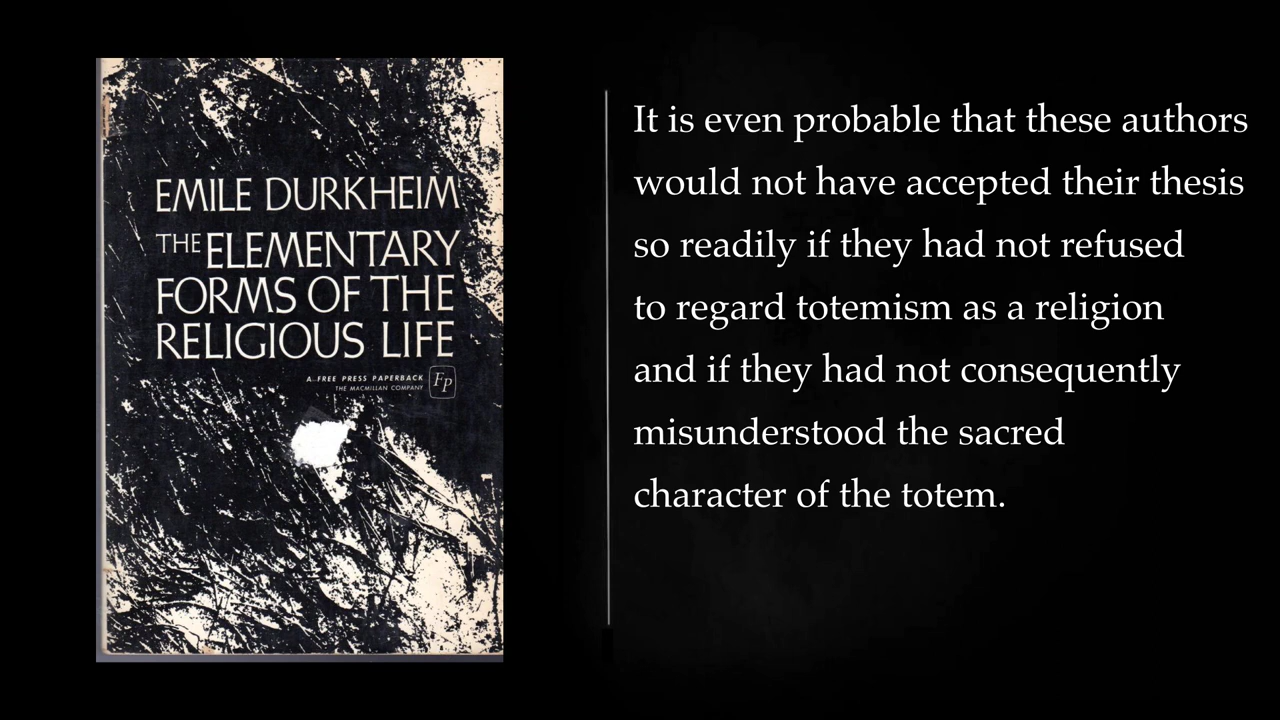 EMILE DURKHEIM
THE ELEMENTARY
FORMS OF THE
RELIGIOUS LIFE
A FREE PRESS PAPERBACK
THE MACMILLAN COMPANY
Fp
It is even probable that these authors
would not have accepted their thesis
so readily if they had not refused
to regard totemism as a religion
and if they had not consequently
misunderstood the sacred
character of the totem.